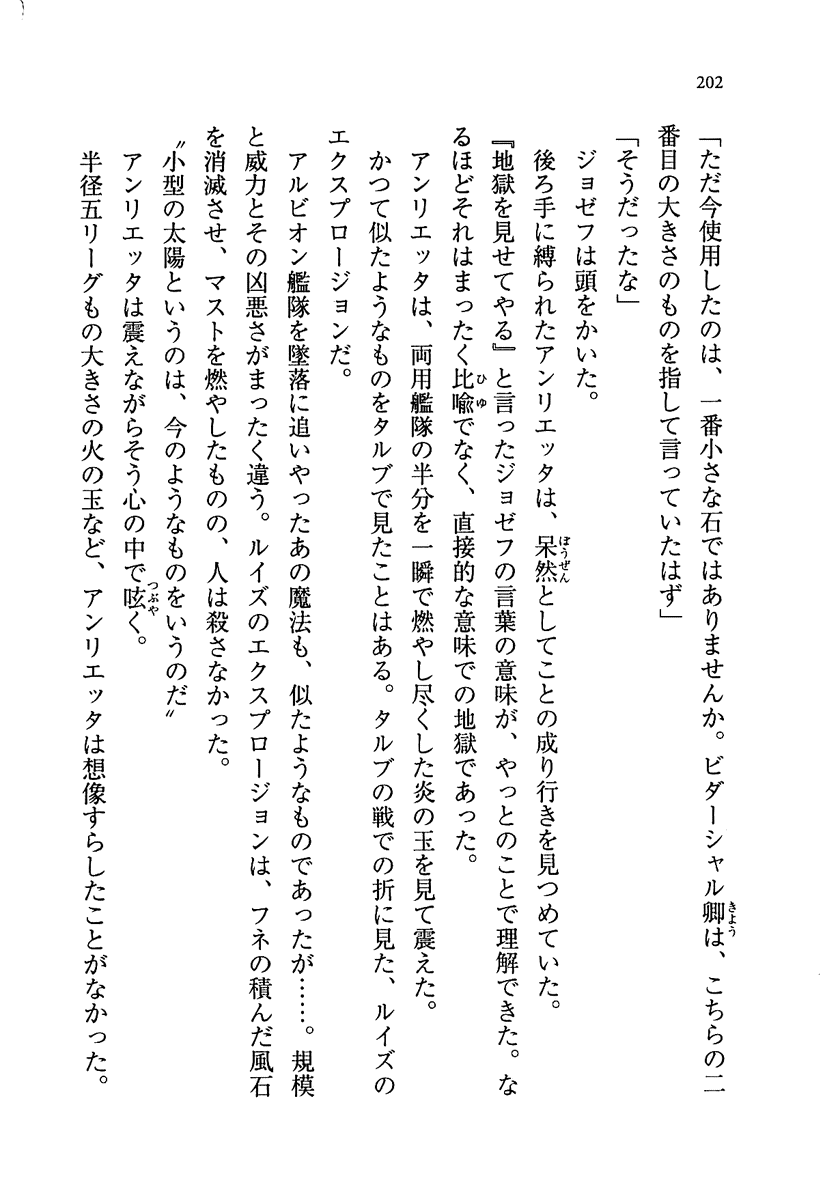 202
「ただ今使用したのは、一番小さな石ではありませんか。ビダーシャル卿は、こちらの二
番目の大きさのものを指して言っていたはず」
「そうだったな」
ジョゼフは頭をかいた。
後ろ手に縛られたアンリエッタは、呆然としてことの成り行きを見つめていた。
『地獄を見せてやる』と言ったジョゼフの言葉の意味が、やっとのことで理解できた。な
るほどそれはまったく比喩でなく、直接的な意味での地獄であった。
アンリエッタは、両用艦隊の半分を一瞬で燃やし尽くした炎の玉を見て震えた。
かつて似たようなものをタルブで見たことはある。タルブの戦での折に見た、ルイズの
エクスプロージョンだ。
アルビオン艦隊を墜落に追いやったあの魔法も、似たようなものであったが……。規模
と威力とその凶悪さがまったく違う。ルイズのエクスプロージョンは、フネの積んだ風石
を消滅させ、マストを燃やしたものの、人は殺さなかった。
〝小型の太陽というのは、今のようなものをいうのだ〟
アンリエッタは震えながらそう心の中で呟く。
半径五リーグもの大きさの火の玉など、アンリエッタは想像すらしたことがなかった。